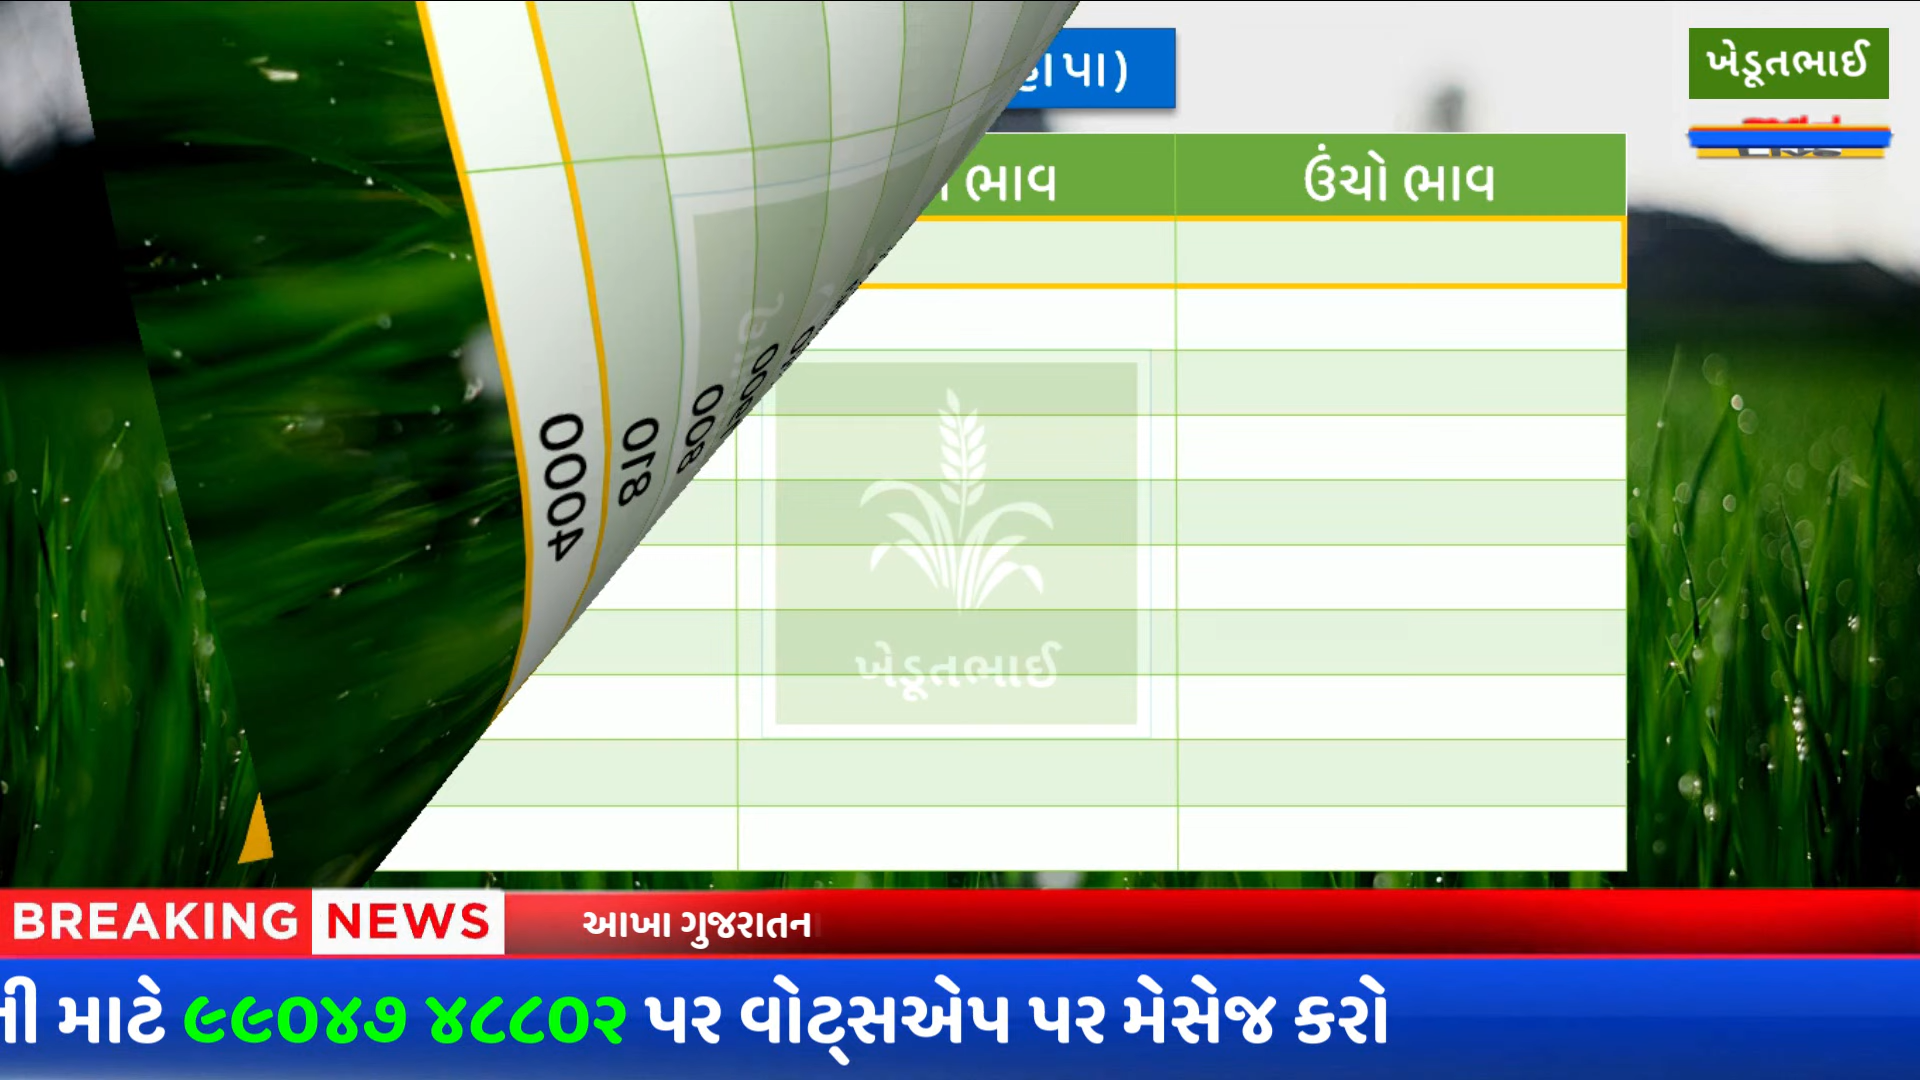 હાપા)
ખેડૂતભાઈ
ભાવ
ઉંચો ભાવ
4000
810
800
ખેડૂતભાઈ
BREAKING NEWS
આખા ગુજરાતના
માટે ૯૯૦૪૭ ૪૮૮૦૨ પર વોટ્સએપ પર મેસેજ કરો